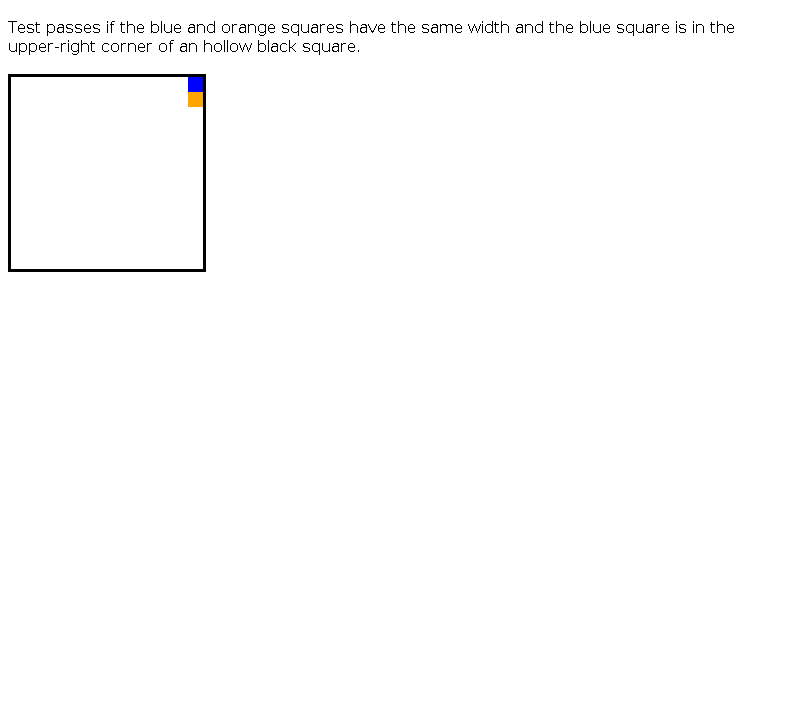 Test passes if the blue and orange squares have the same width and the blue square is in the
upper-right corner of an hollow black square.